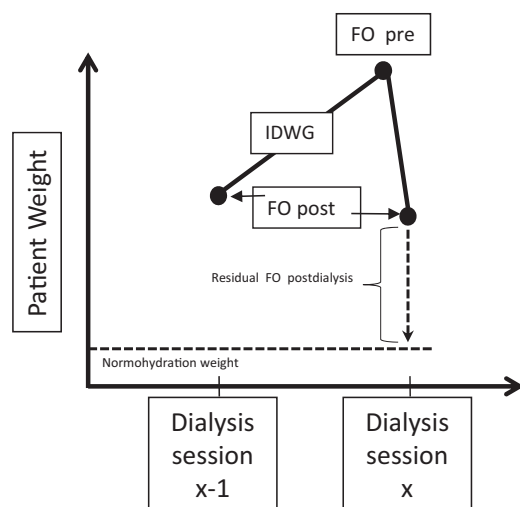 FO pre
IDWG
FO post
Patient Weight
Residual FO postdialysis
Normohydration weight
Dialysis
session
x-1
Dialysis
session
x